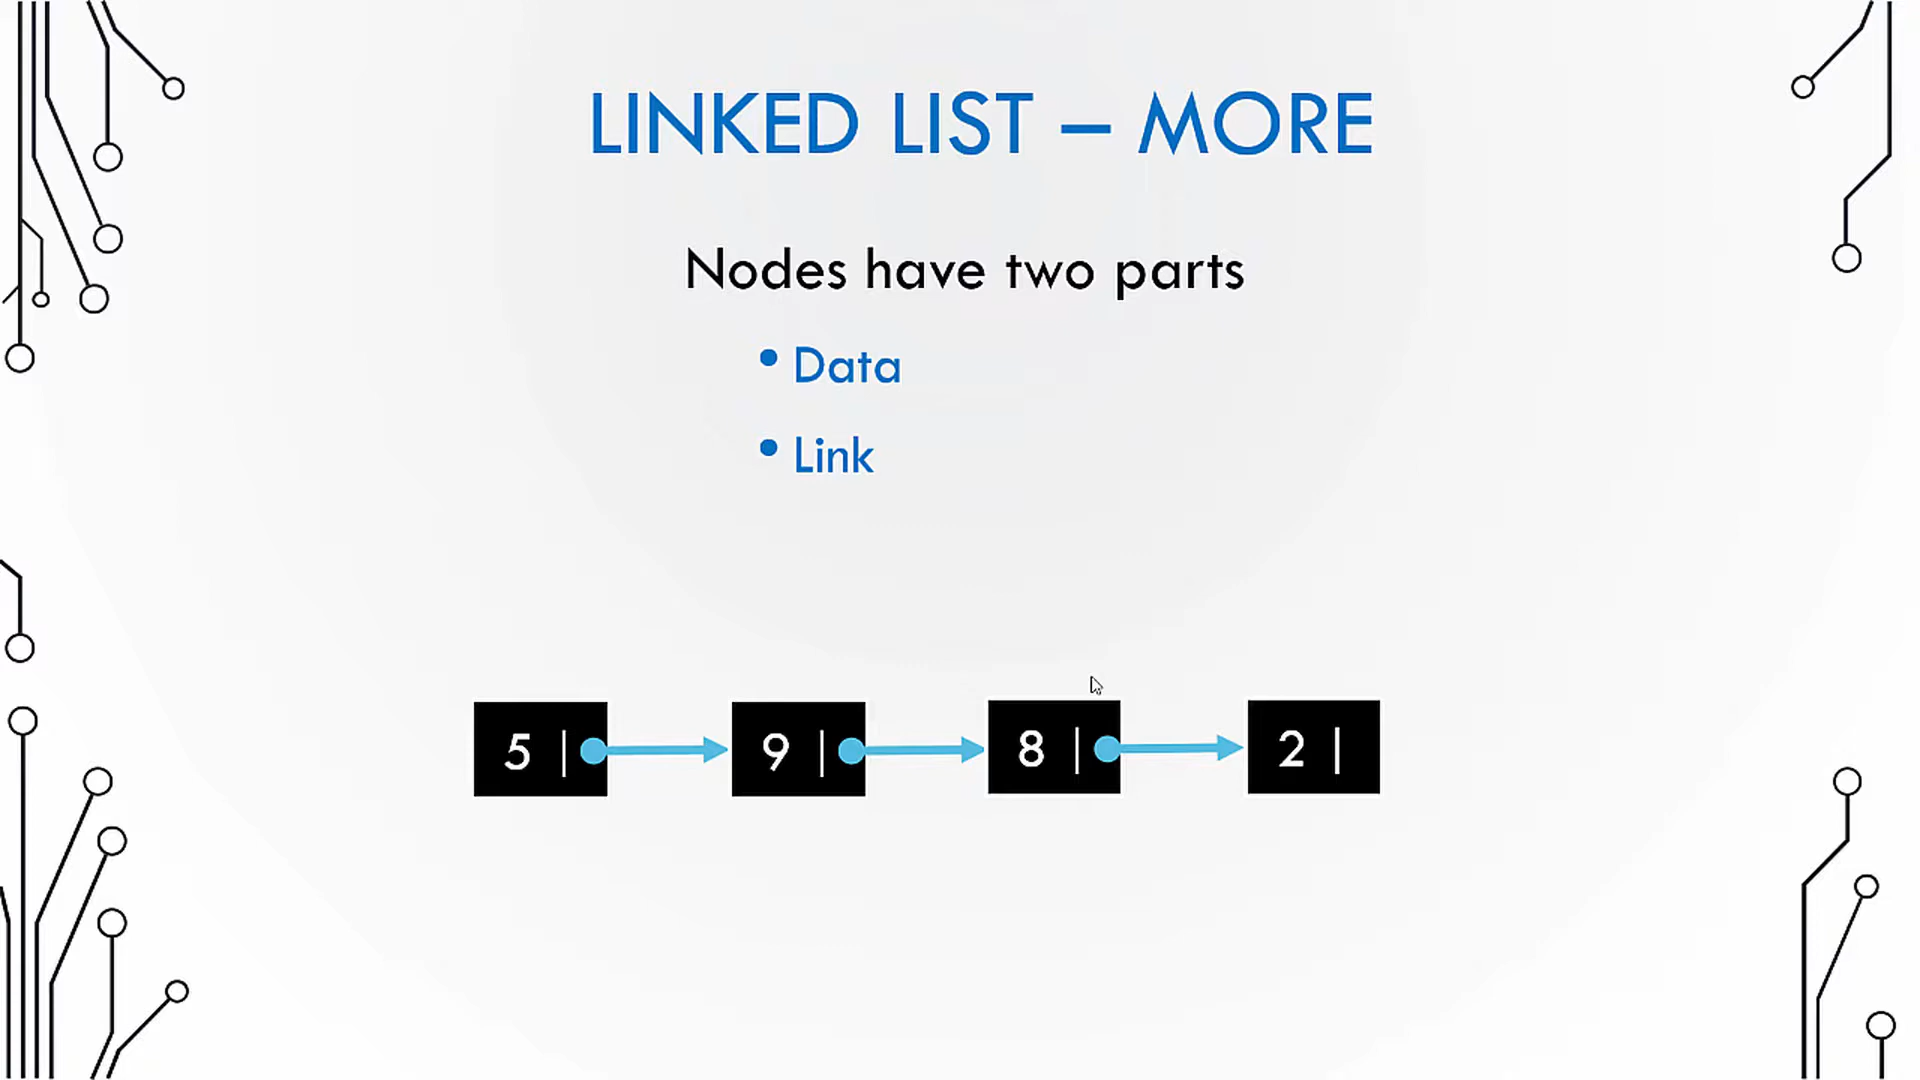 LINKED LIST – MORE
Nodes have two parts
• Data
• Link
5 | 9 | 8 | 2 |